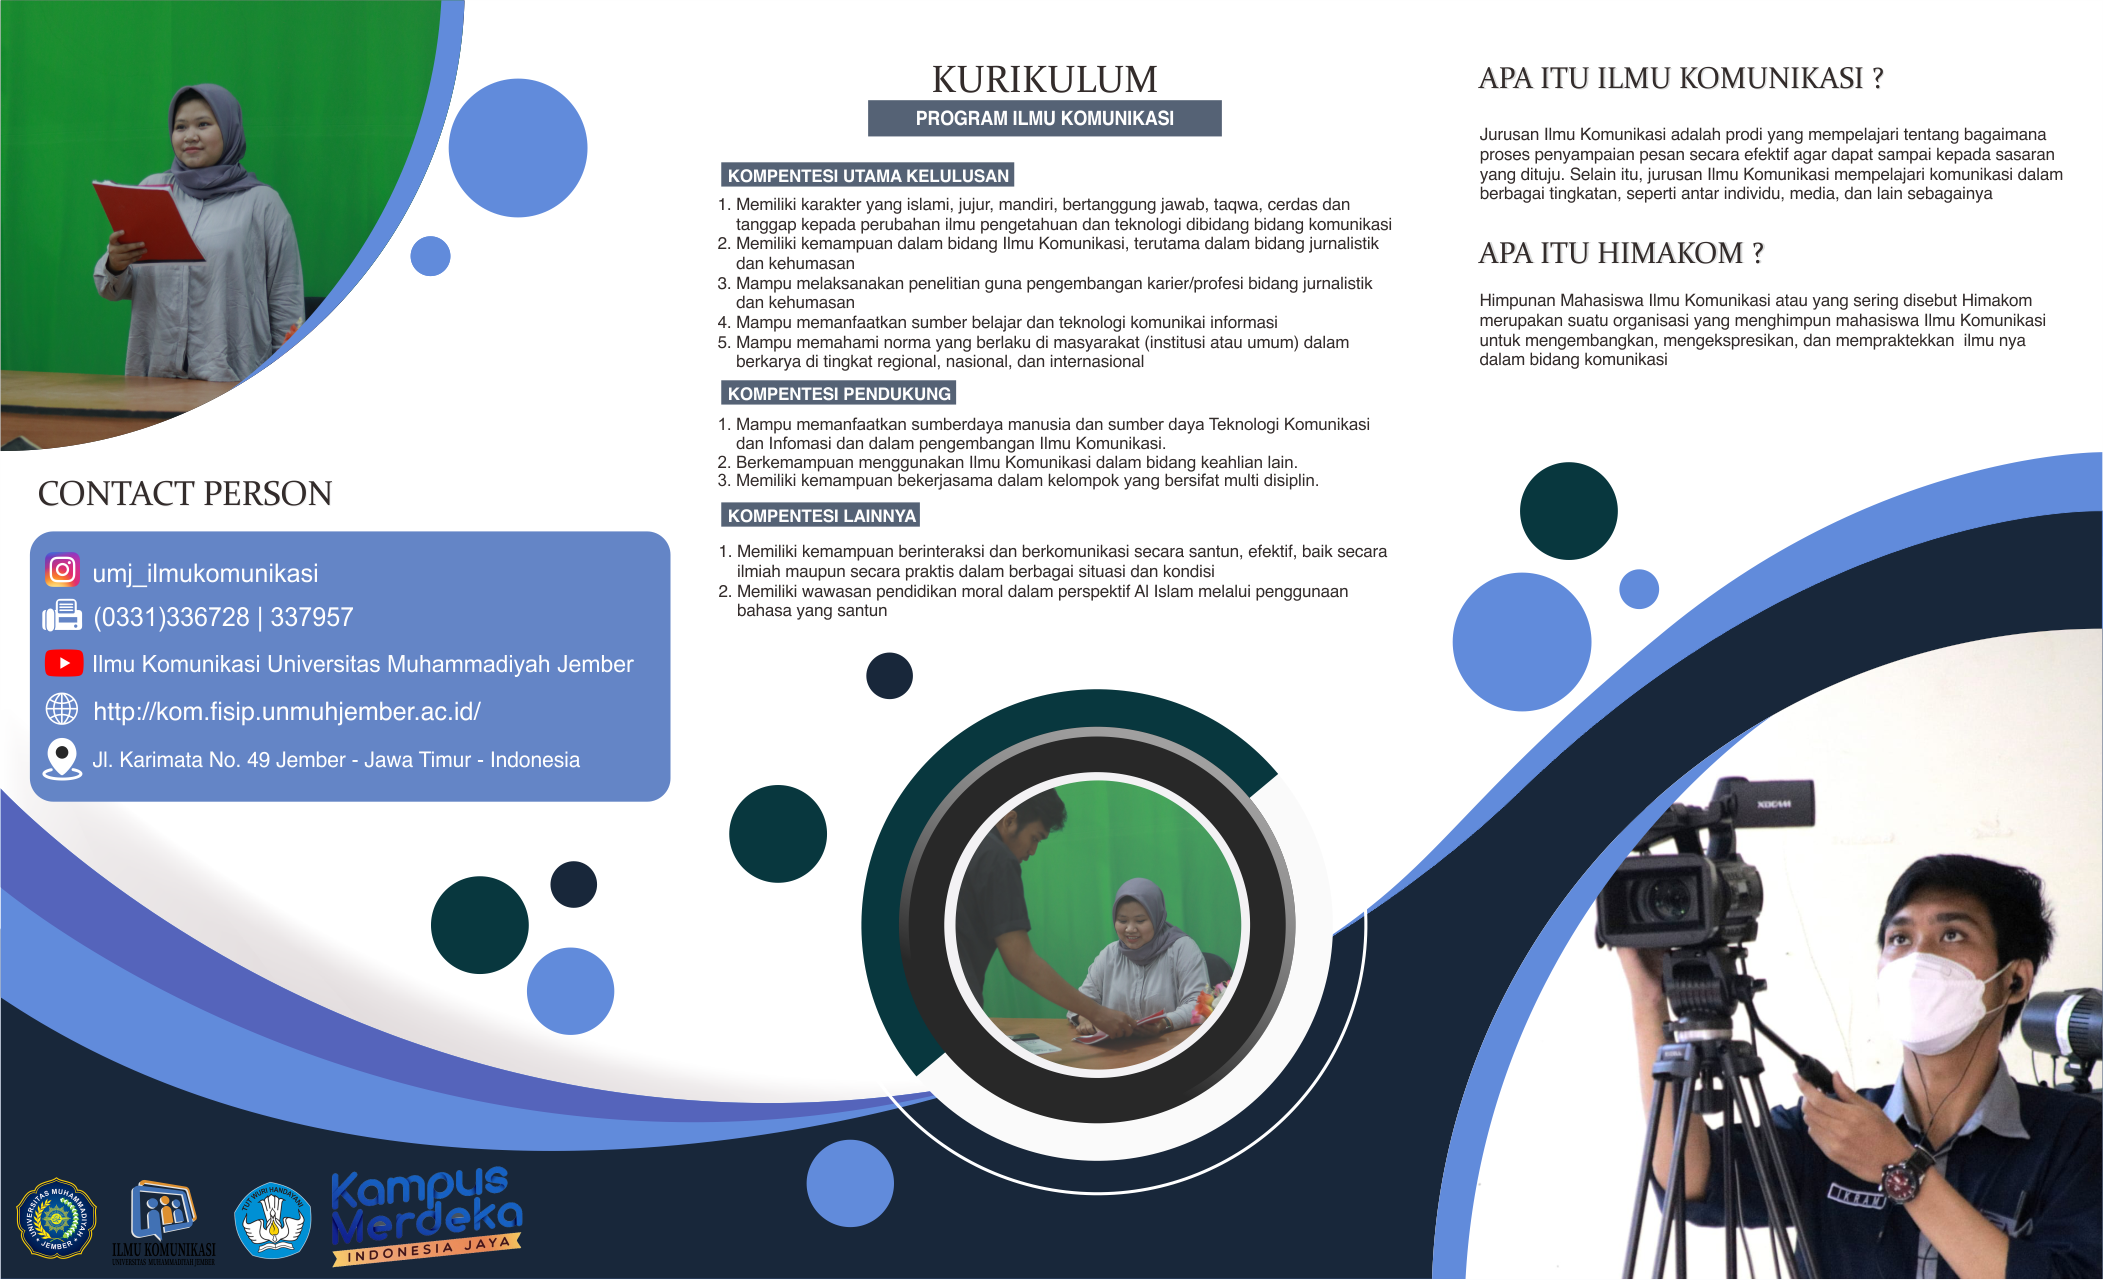 CONTACT PERSON
umj_ilmukomunikasi
(0331)336728 | 337957
Ilmu Komunikasi Universitas Muhammadiyah Jember
http://kom.fisip.unmuhjember.ac.id/
Jl. Karimata No. 49 Jember - Jawa Timur - Indonesia
UNIVERSITAS MUHAMMADIYAH
JEMBER
ILMU KOMUNIKASI
UNIVERSITAS MUHAMMADIYAH JEMBER
TUT WURI HANDAYANI
Kampus
Merdeka
INDONESIA JAYA
KURIKULUM
PROGRAM ILMU KOMUNIKASI
KOMPENTESI UTAMA KELULUSAN
1. Memiliki karakter yang islami, jujur, mandiri, bertanggung jawab, taqwa, cerdas dan
tanggap kepada perubahan ilmu pengetahuan dan teknologi dibidang bidang komunikasi
2. Memiliki kemampuan dalam bidang Ilmu Komunikasi, terutama dalam bidang jurnalistik
dan kehumasan
3. Mampu melaksanakan penelitian guna pengembangan karier/profesi bidang jurnalistik
dan kehumasan
4. Mampu memanfaatkan sumber belajar dan teknologi komunikai informasi
5. Mampu memahami norma yang berlaku di masyarakat (institusi atau umum) dalam
berkarya di tingkat regional, nasional, dan internasional
KOMPENTESI PENDUKUNG
1. Mampu memanfaatkan sumberdaya manusia dan sumber daya Teknologi Komunikasi
dan Infomasi dan dalam pengembangan Ilmu Komunikasi.
2. Berkemampuan menggunakan Ilmu Komunikasi dalam bidang keahlian lain.
3. Memiliki kemampuan bekerjasama dalam kelompok yang bersifat multi disiplin.
KOMPENTESI LAINNYA
1. Memiliki kemampuan berinteraksi dan berkomunikasi secara santun, efektif, baik secara
ilmiah maupun secara praktis dalam berbagai situasi dan kondisi
2. Memiliki wawasan pendidikan moral dalam perspektif Al Islam melalui penggunaan
bahasa yang santun
APA ITU ILMU KOMUNIKASI ?
Jurusan Ilmu Komunikasi adalah prodi yang mempelajari tentang bagaimana
proses penyampaian pesan secara efektif agar dapat sampai kepada sasaran
yang dituju. Selain itu, jurusan Ilmu Komunikasi mempelajari komunikasi dalam
berbagai tingkatan, seperti antar individu, media, dan lain sebagainya
APA ITU HIMAKOM ?
Himpunan Mahasiswa Ilmu Komunikasi atau yang sering disebut Himakom
merupakan suatu organisasi yang menghimpun mahasiswa Ilmu Komunikasi
untuk mengembangkan, mengekspresikan, dan mempraktekkan  ilmu nya
dalam bidang komunikasi
XDCAM
IKRAM